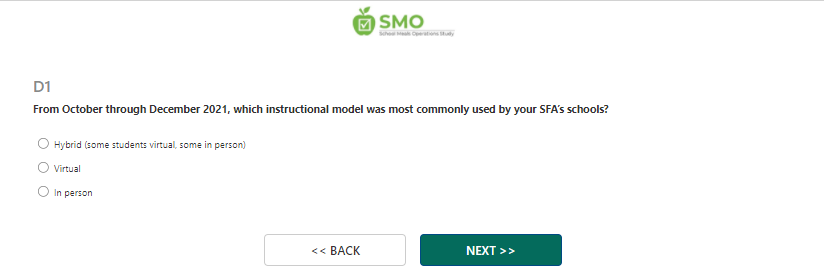 SMO
School Meals Operations Study
D1
From October through December 2021, which instructional model was most commonly used by your SFA's schools?
Hybrid (some students virtual, some in person)
Virtual
In person
<< BACK
NEXT >>